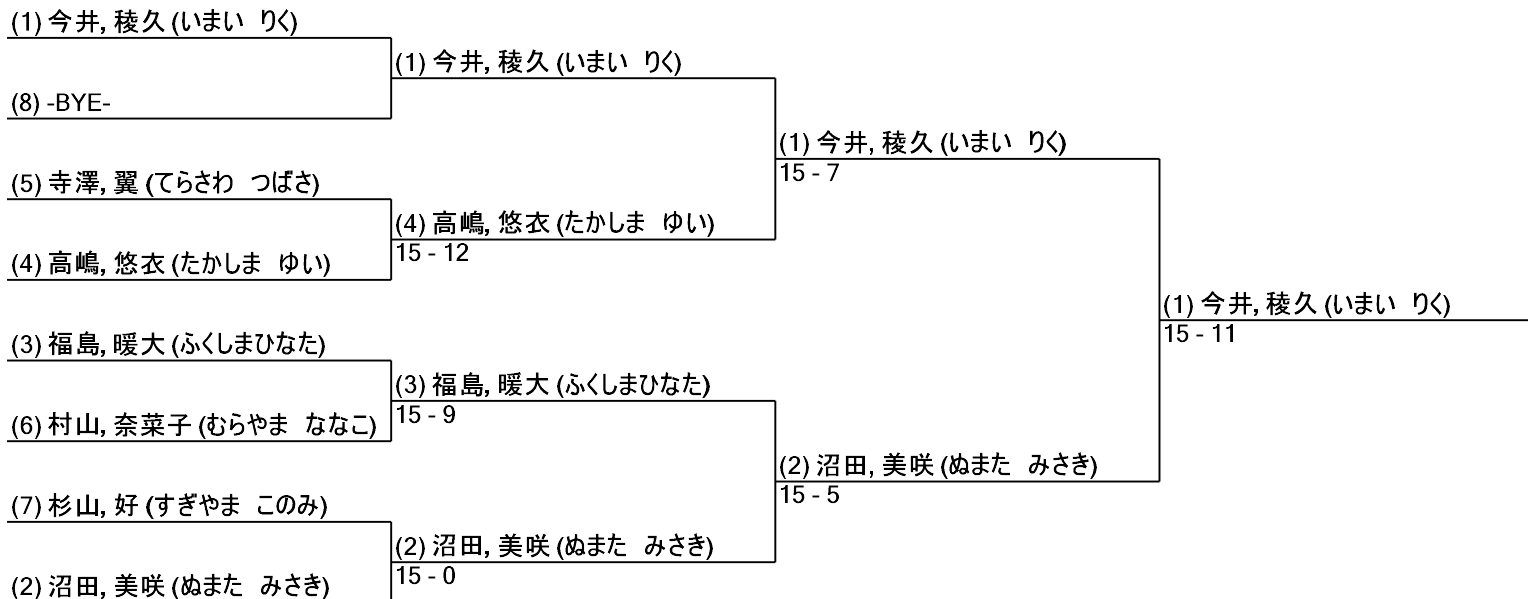 (1) 今井, 稜久 (いまい　りく)
(8) -BYE-
(5) 寺澤, 翼 (てらさわ　つばさ)
(4) 高嶋, 悠衣 (たかしま　ゆい)
(3) 福島, 暖大 (ふくしまひなた)
(6) 村山, 奈菜子 (むらやま　ななこ)
(7) 杉山, 好 (すぎやま　このみ)
(2) 沼田, 美咲 (ぬまた　みさき)
(1) 今井, 稜久 (いまい　りく)
(4) 高嶋, 悠衣 (たかしま　ゆい)
15 - 12
(3) 福島, 暖大 (ふくしまひなた)
15 - 9
(2) 沼田, 美咲 (ぬまた　みさき)
15 - 0
(1) 今井, 稜久 (いまい　りく)
15 - 7
(2) 沼田, 美咲 (ぬまた　みさき)
15 - 5
(1) 今井, 稜久 (いまい　りく)
15 - 11